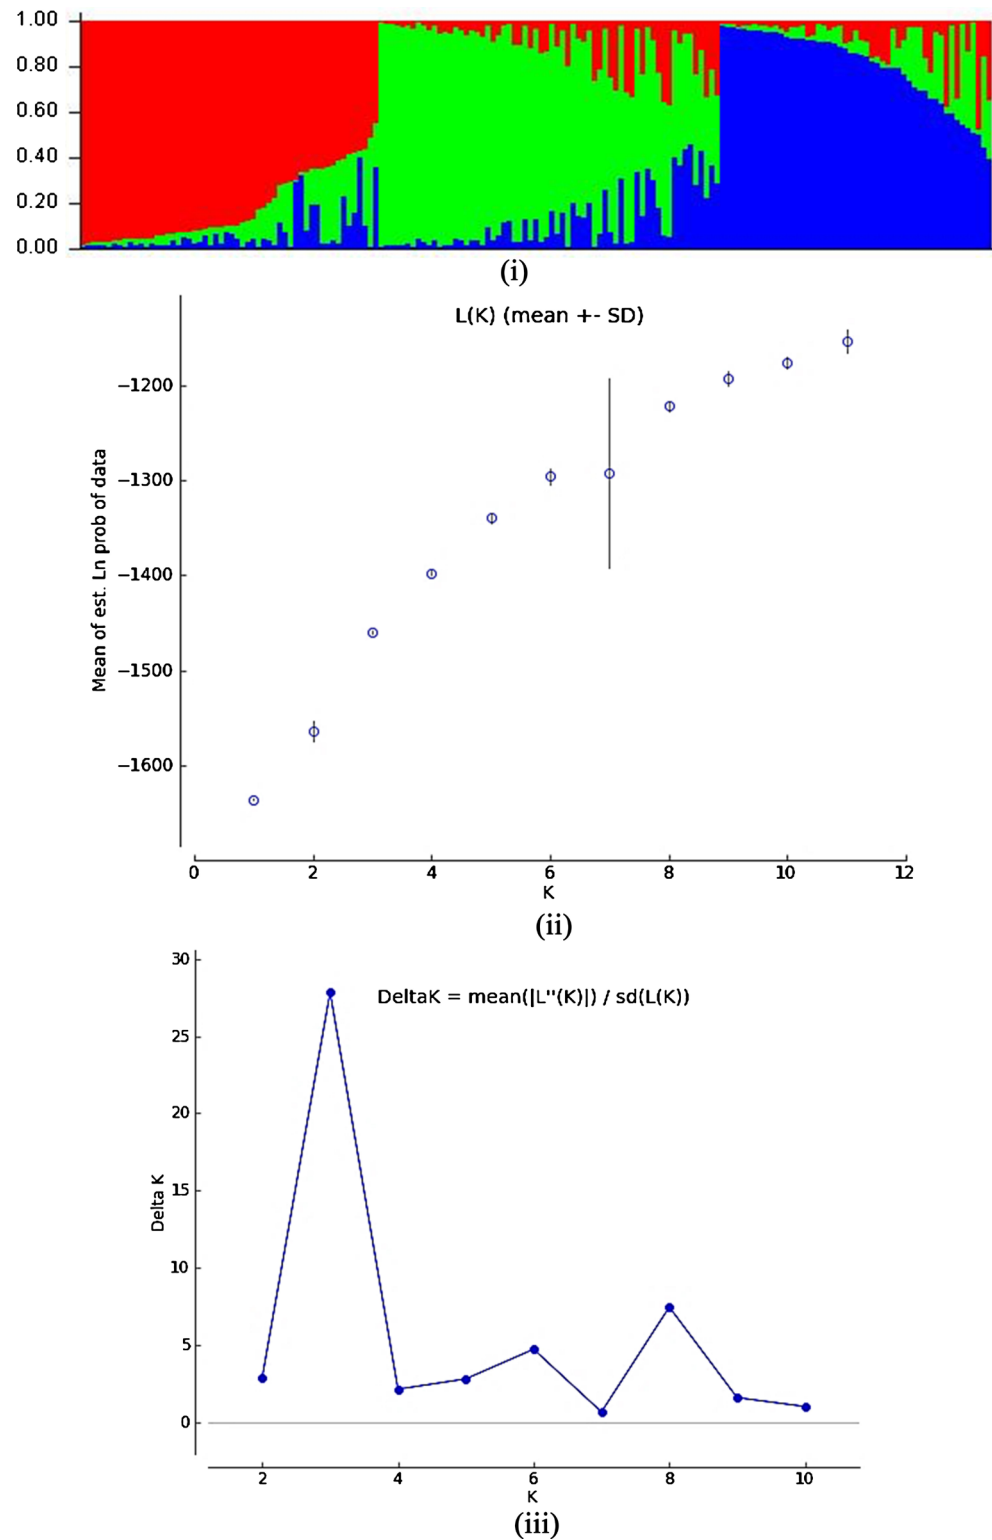 1.00
0.80
0.60
0.40
0.20
0.00
(i)
L(K) (mean +- SD)
Mean of est. Ln prob of data
−1200
−1300
−1400
−1500
−1600
0 2 4 6 8 10 12
K
(ii)
30
DeltaK = mean(|L''(K)|) / sd(L(K))
25
20
15
10
5
0
Delta K
2 4 6 8 10
K
(iii)